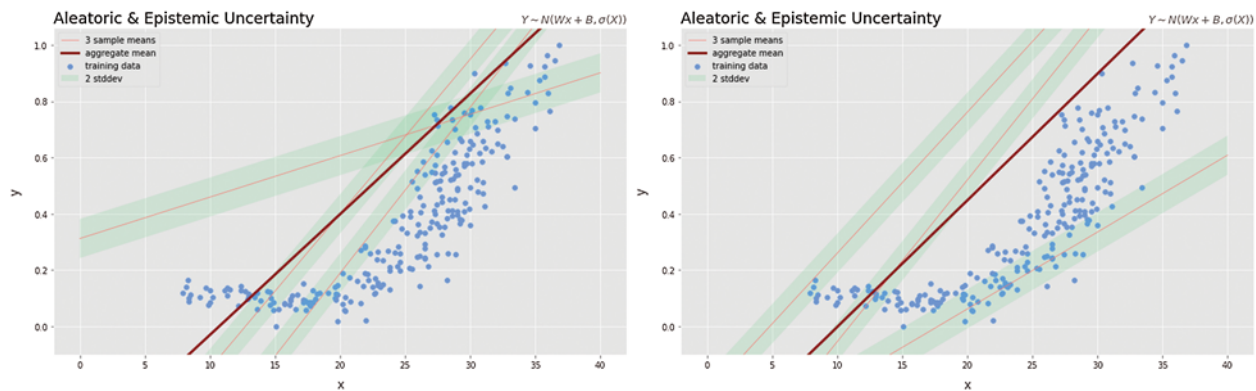 Aleatoric & Epistemic Uncertainty
Y ~ N(Wx + B, σ(X))
3 sample means
aggregate mean
training data
2 stddev
1.0
0.8
0.6
0.4
0.2
0.0
y
0 5 10 15 20 25 30 35 40
x
Aleatoric & Epistemic Uncertainty
Y ~ N(Wx + B, σ(X))
3 sample means
aggregate mean
training data
2 stddev
1.0
0.8
0.6
0.4
0.2
0.0
y
0 5 10 15 20 25 30 35 40
x